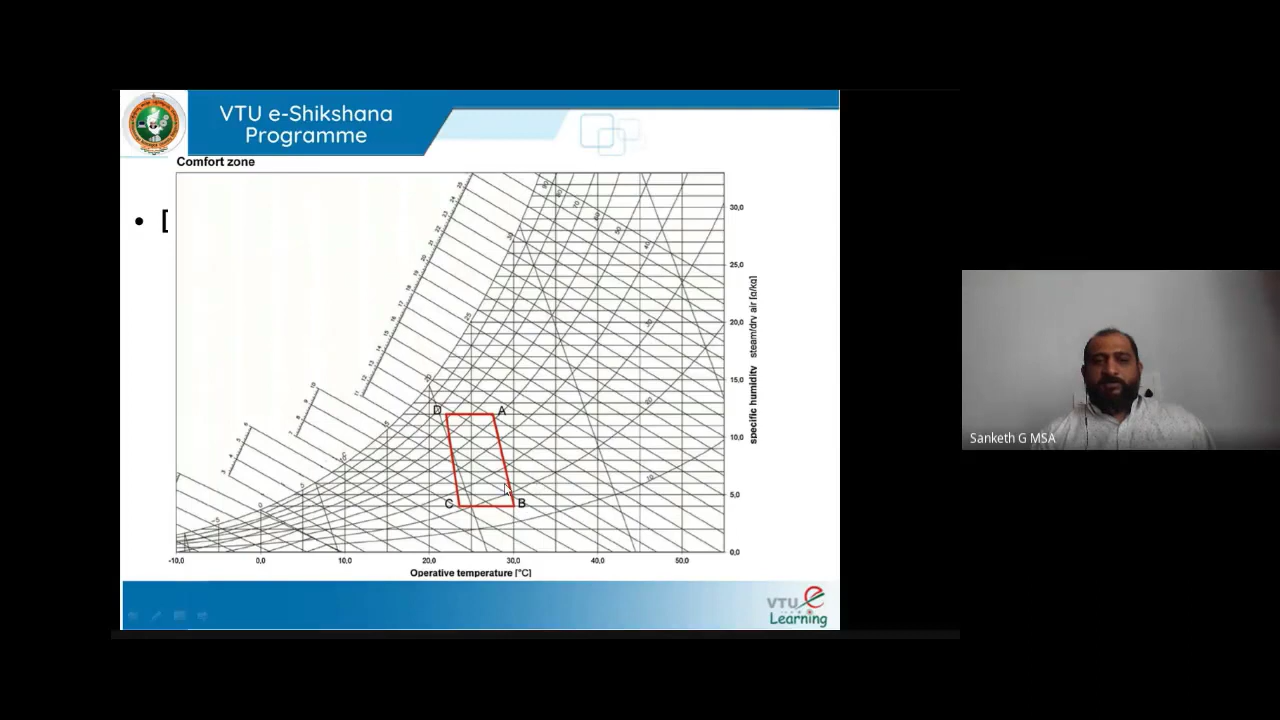 VTU e-Shikshana
Programme
Comfort zone
• [
D
A
C
B
30,0
25,0
20,0
15,0
10,0
5,0
0,0
specific humidity steam/dry air [g/kg]
-10,0 0,0 10,0 20,0 30,0 40,0 50,0
Operative temperature [°C]
VTU e
Learning
Sanketh G MSA